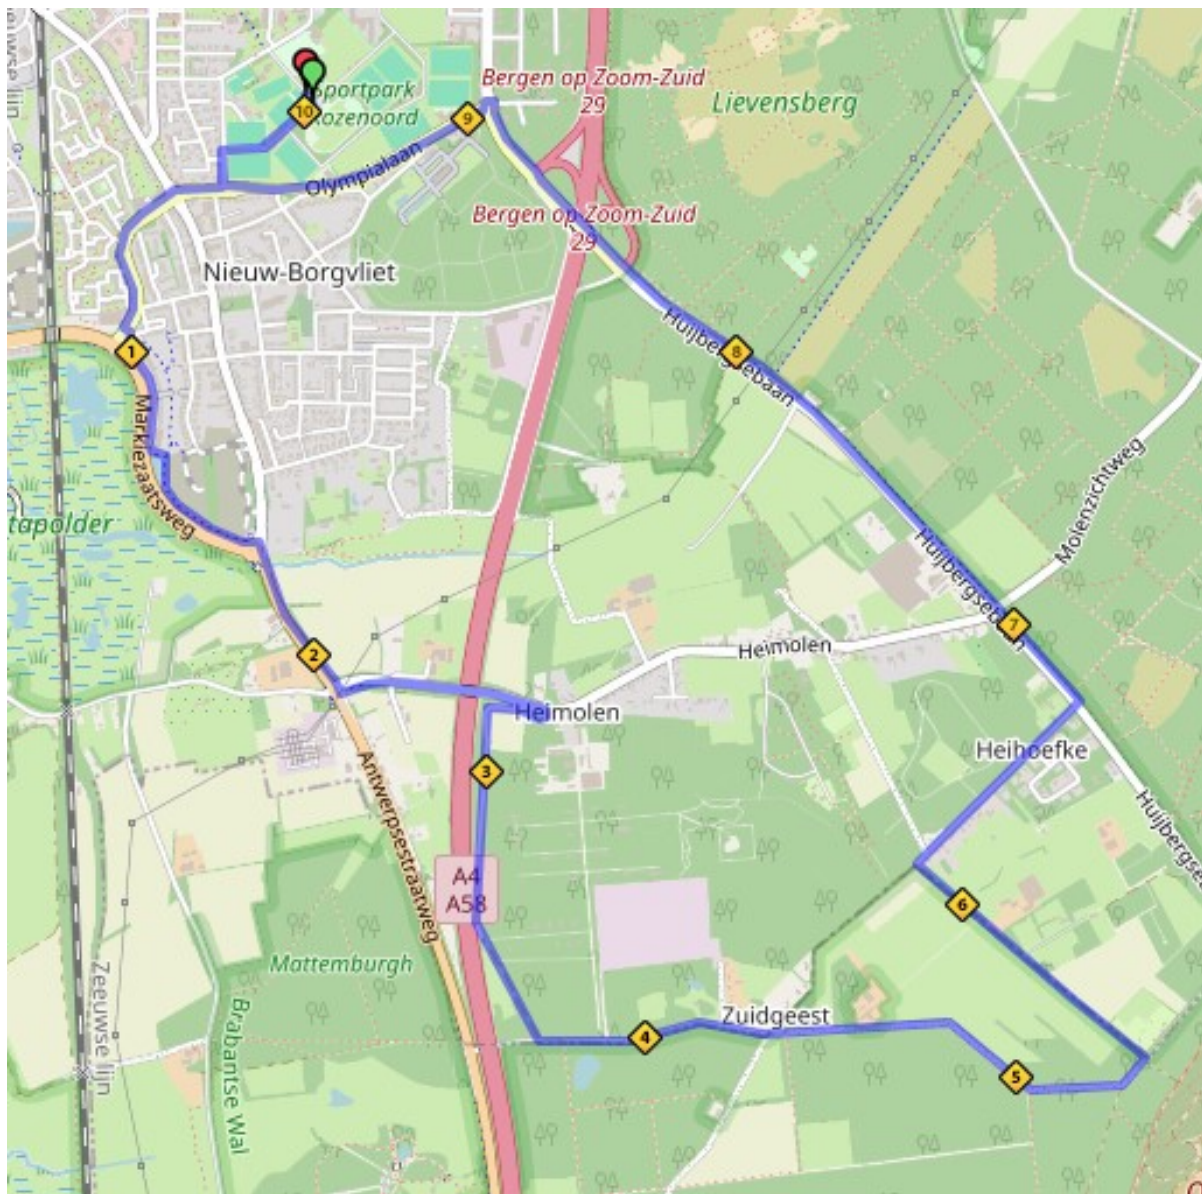 Sportpark
Rozenoord
10
9
Bergen op Zoom-Zuid
29
Lievensberg
Olympialaan
Bergen op Zoom-Zuid
29
Nieuw-Borgvliet
1
Huijbergsebaan
8
Markiezaatsweg
tapolder
Molenzichtweg
Huijbergsebaan
7
2
Heimolen
Heimolen
3
Heihoefke
Antwerpsestraatweg
Huijbergse
A4
A58
6
Mattemburgh
Zeeuwse lijn
Brabantse Wal
Zuidgeest
4
5